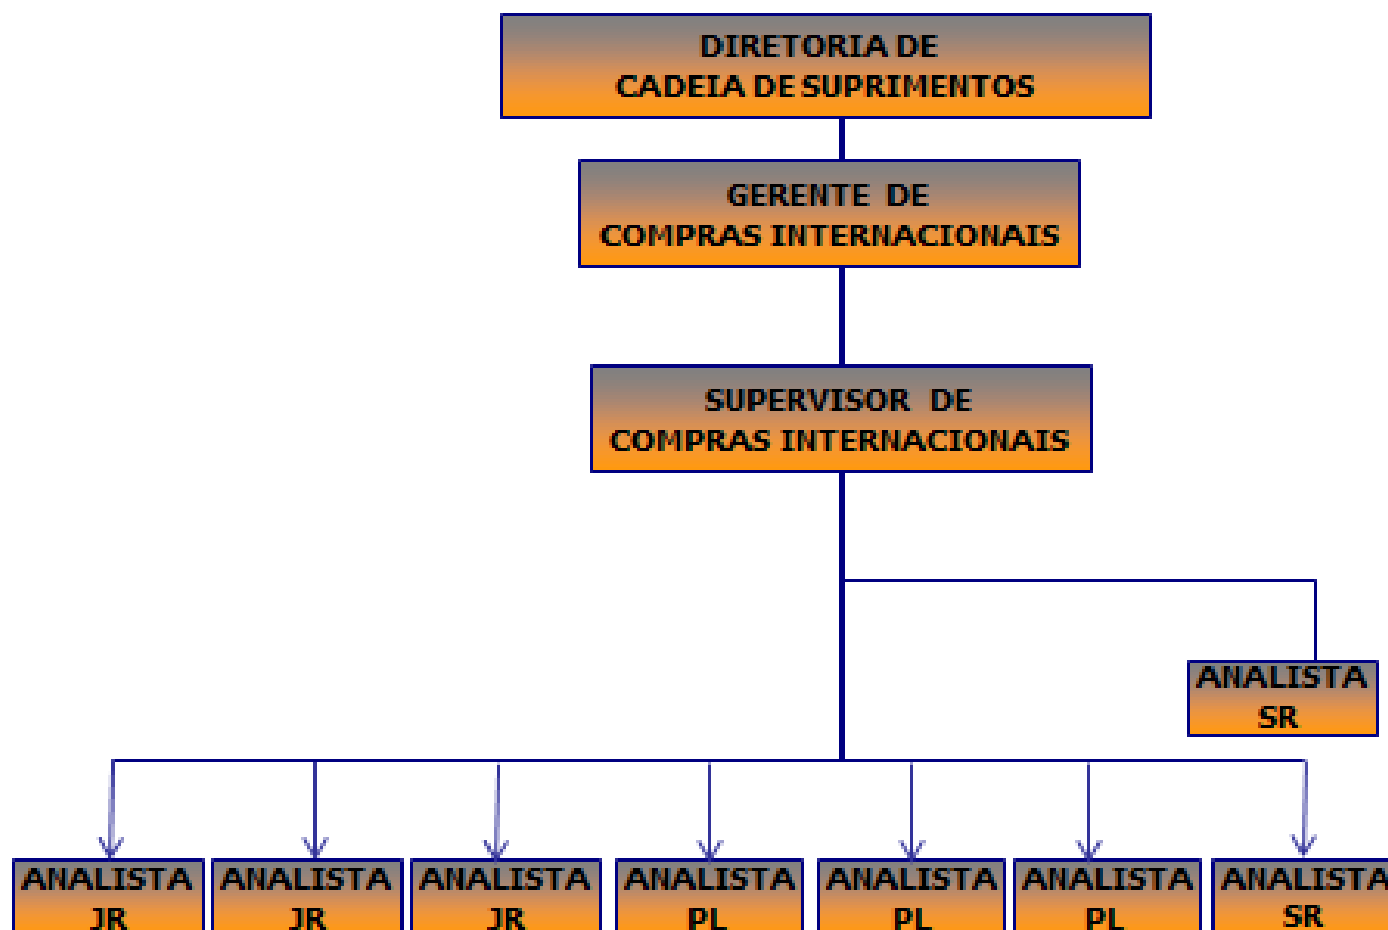 DIRETORIA DE
CADEIA DE SUPRIMENTOS
GERENTE DE
COMPRAS INTERNACIONAIS
SUPERVISOR DE
COMPRAS INTERNACIONAIS
ANALISTA
SR
ANALISTA
JR
ANALISTA
JR
ANALISTA
JR
ANALISTA
PL
ANALISTA
PL
ANALISTA
PL
ANALISTA
SR